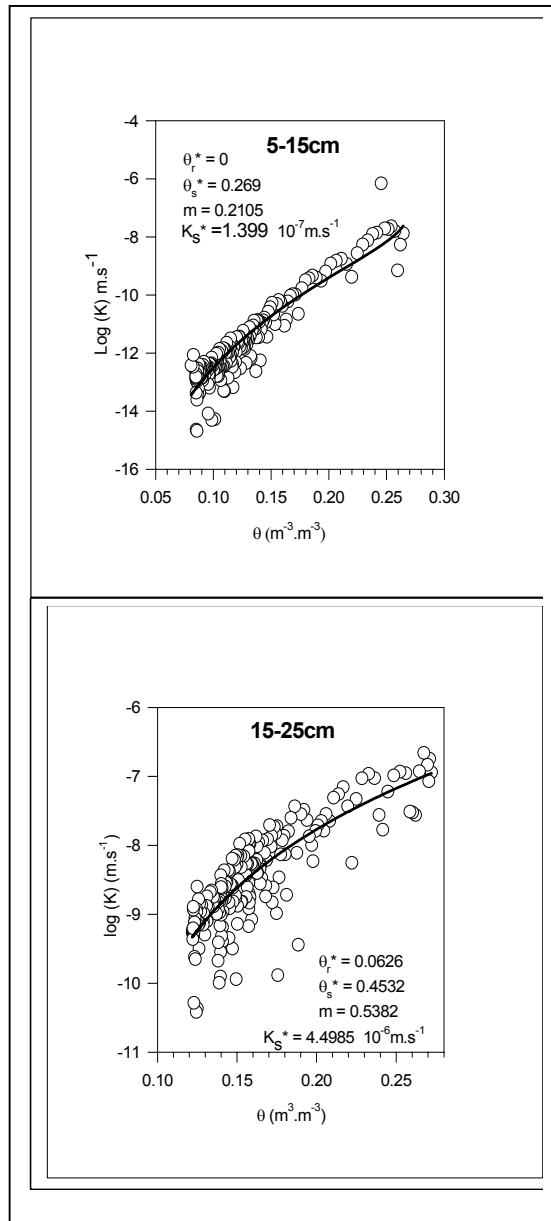 -4
5-15cm
θr* = 0
θs* = 0.269
m = 0.2105
KS* =1.399 10-7m.s-1
-6
-8
-10
-12
-14
-16
Log (K) m.s-1
0.05 0.10 0.15 0.20 0.25 0.30
θ (m-3.m-3)
-6
15-25cm
-7
-8
-9
-10
-11
log (K) (m.s-1)
θr* = 0.0626
θs* = 0.4532
m = 0.5382
KS* = 4.4985 10-6m.s-1
0.10 0.15 0.20 0.25
θ (m3.m-3)